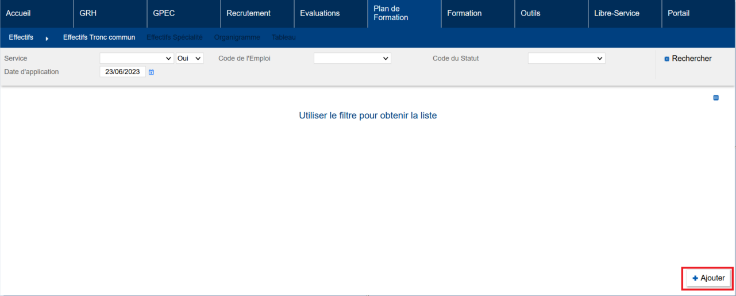 Accueil GRH GPEC Recrutement Evaluations Plan de Formation Formation Outils Libre-Service Portail
Effectifs Effectifs Tronc commun Effectifs Spécialité Organigramme Tableau
Service Oui Code de l'Emploi Code du Statut Rechercher
Date d'application 23/06/2023
Utiliser le filtre pour obtenir la liste
+ Ajouter